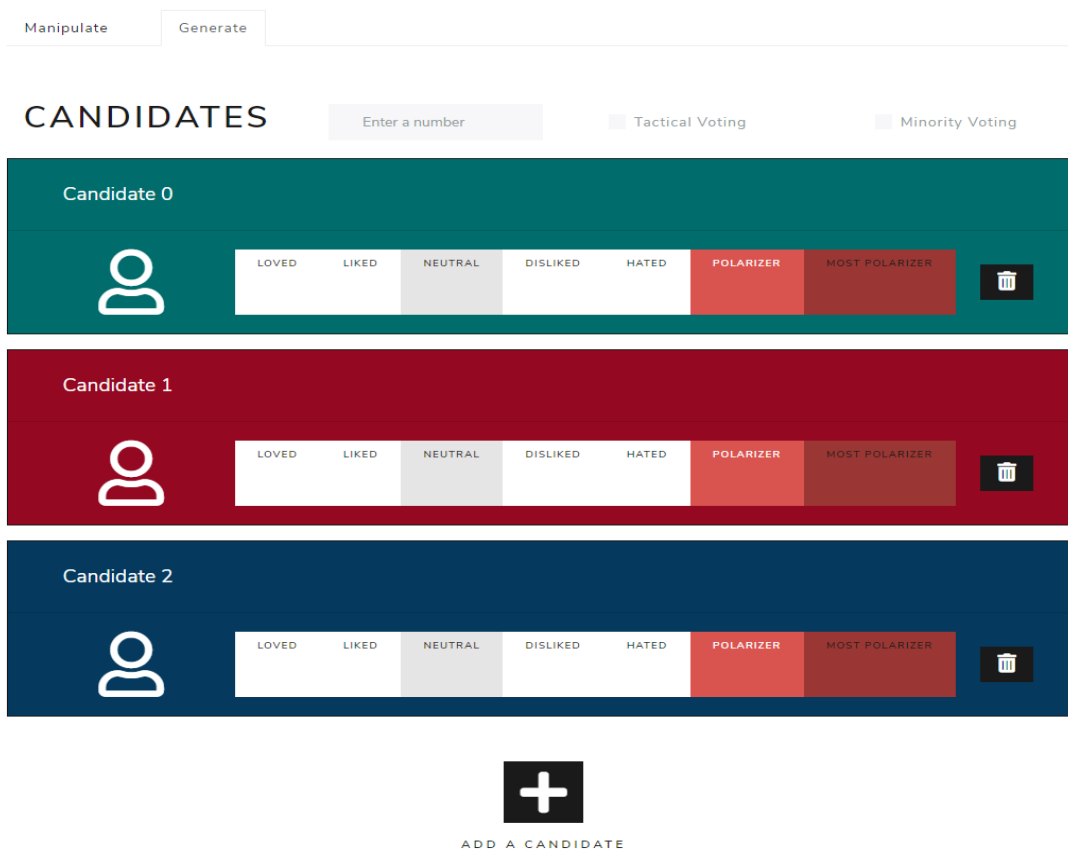 Manipulate Generate
CANDIDATES Enter a number Tactical Voting Minority Voting
Candidate 0
LOVED LIKED NEUTRAL DISLIKED HATED POLARIZER MOST POLARIZER
Candidate 1
LOVED LIKED NEUTRAL DISLIKED HATED POLARIZER MOST POLARIZER
Candidate 2
LOVED LIKED NEUTRAL DISLIKED HATED POLARIZER MOST POLARIZER
ADD A CANDIDATE